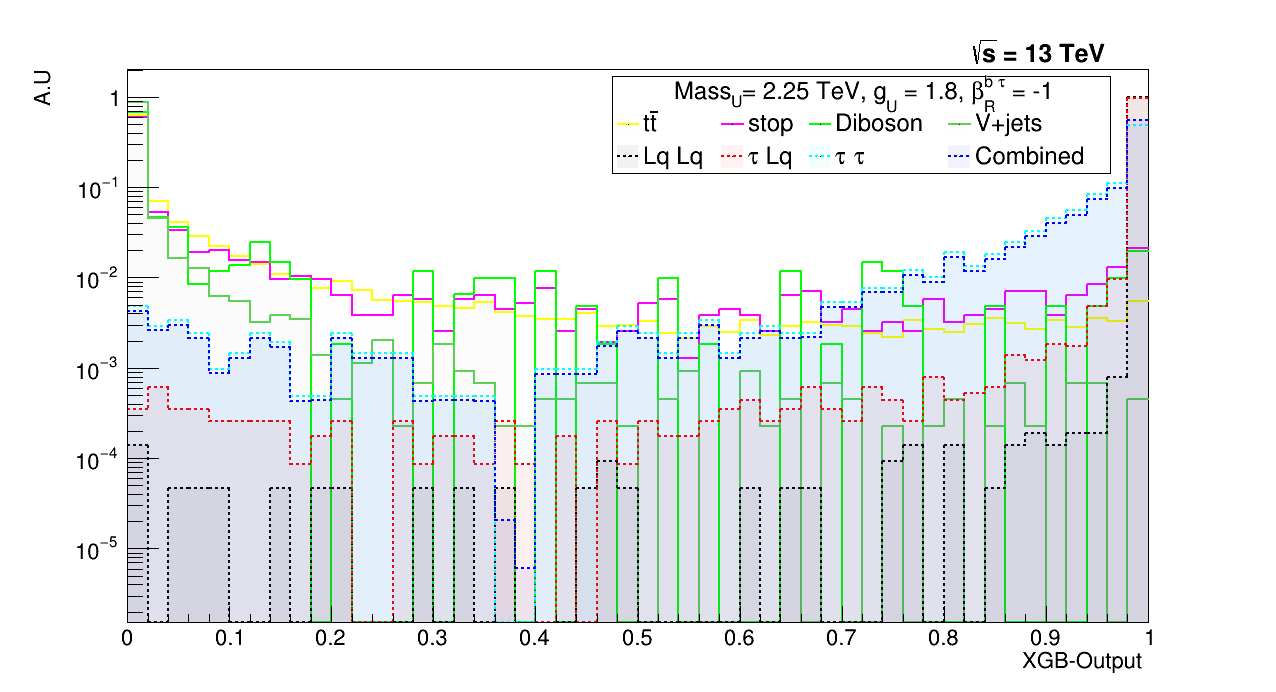 √s = 13 TeV
A.U
Mass_U= 2.25 TeV, g_U = 1.8, β_R^{b τ} = -1
tt̄ stop Diboson V+jets
Lq Lq τ Lq τ τ Combined
1
10⁻¹
10⁻²
10⁻³
10⁻⁴
10⁻⁵
0 0.1 0.2 0.3 0.4 0.5 0.6 0.7 0.8 0.9 1
XGB-Output